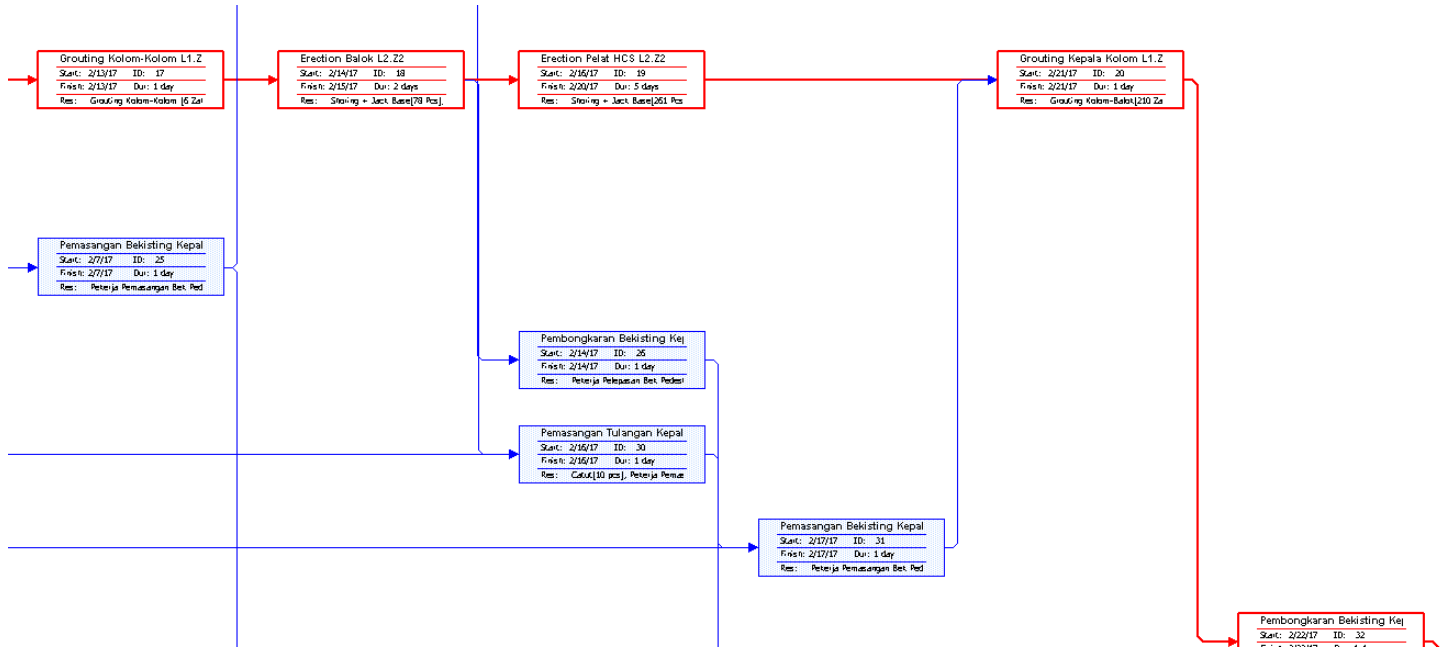 Grouting Kolom-Kolom L1.Z
Start: 2/13/17 ID: 17
Finish: 2/13/17 Dur: 1 day
Res: Grouting Kolom-Kolom [6 Zai
Erection Balok L2.Z2
Start: 2/14/17 ID: 18
Finish: 2/15/17 Dur: 2 days
Res: Shoring + Jack Base[78 Pcs],
Erection Pelat HCS L2.Z2
Start: 2/16/17 ID: 19
Finish: 2/20/17 Dur: 5 days
Res: Shoring + Jack Base[261 Pcs
Grouting Kepala Kolom L1.Z
Start: 2/21/17 ID: 20
Finish: 2/21/17 Dur: 1 day
Res: Grouting Kolom-Balok[210 Za
Pemasangan Bekisting Kepal
Start: 2/7/17 ID: 25
Finish: 2/7/17 Dur: 1 day
Res: Pekerja Pemasangan Bek Ped
Pembongkaran Bekisting Kep
Start: 2/14/17 ID: 26
Finish: 2/14/17 Dur: 1 day
Res: Pekerja Pelepasan Bek Pedest
Pemasangan Tulangan Kepal
Start: 2/16/17 ID: 30
Finish: 2/16/17 Dur: 1 day
Res: Catut[10 pcs], Pekerja Pemas
Pemasangan Bekisting Kepal
Start: 2/17/17 ID: 31
Finish: 2/17/17 Dur: 1 day
Res: Pekerja Pemasangan Bek Ped
Pembongkaran Bekisting Kep
Start: 2/22/17 ID: 32